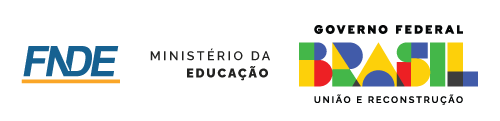 FNDE
MINISTÉRIO DA
EDUCAÇÃO
GOVERNO FEDERAL
BRASIL
UNIÃO E RECONSTRUÇÃO